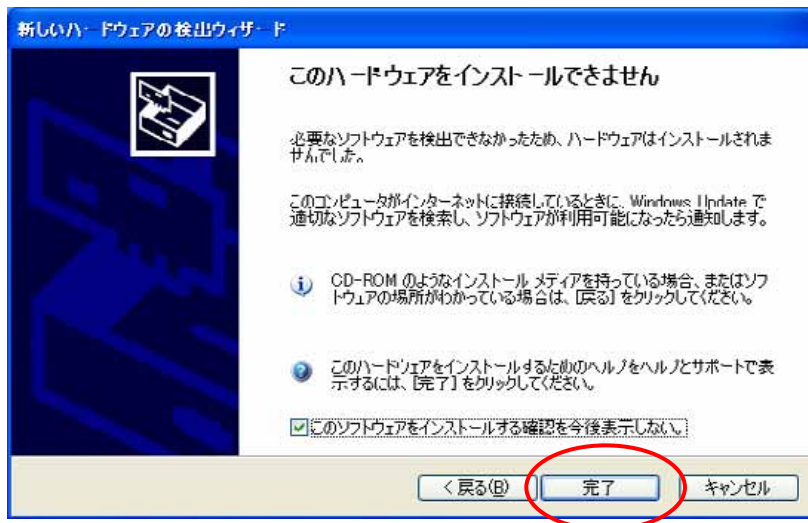 新しいハードウェアの検出ウィザード
このハードウェアをインストールできません
必要なソフトウェアを検出できなかったため、ハードウェアはインストールされま
せんでした。
このコンピュータがインターネットに接続しているときに、Windows Update で
適切なソフトウェアを検索し、ソフトウェアが利用可能になったら通知します。
CD-ROM のようなインストール メディアを持っている場合、またはソフ
トウェアの場所がわかっている場合は、[戻る] をクリックしてください。
このハードウェアをインストールするためのヘルプをヘルプとサポートで表
示するには、[完了] をクリックしてください。
このソフトウェアをインストールする確認を今後表示しない。
< 戻る(B)
完了
キャンセル